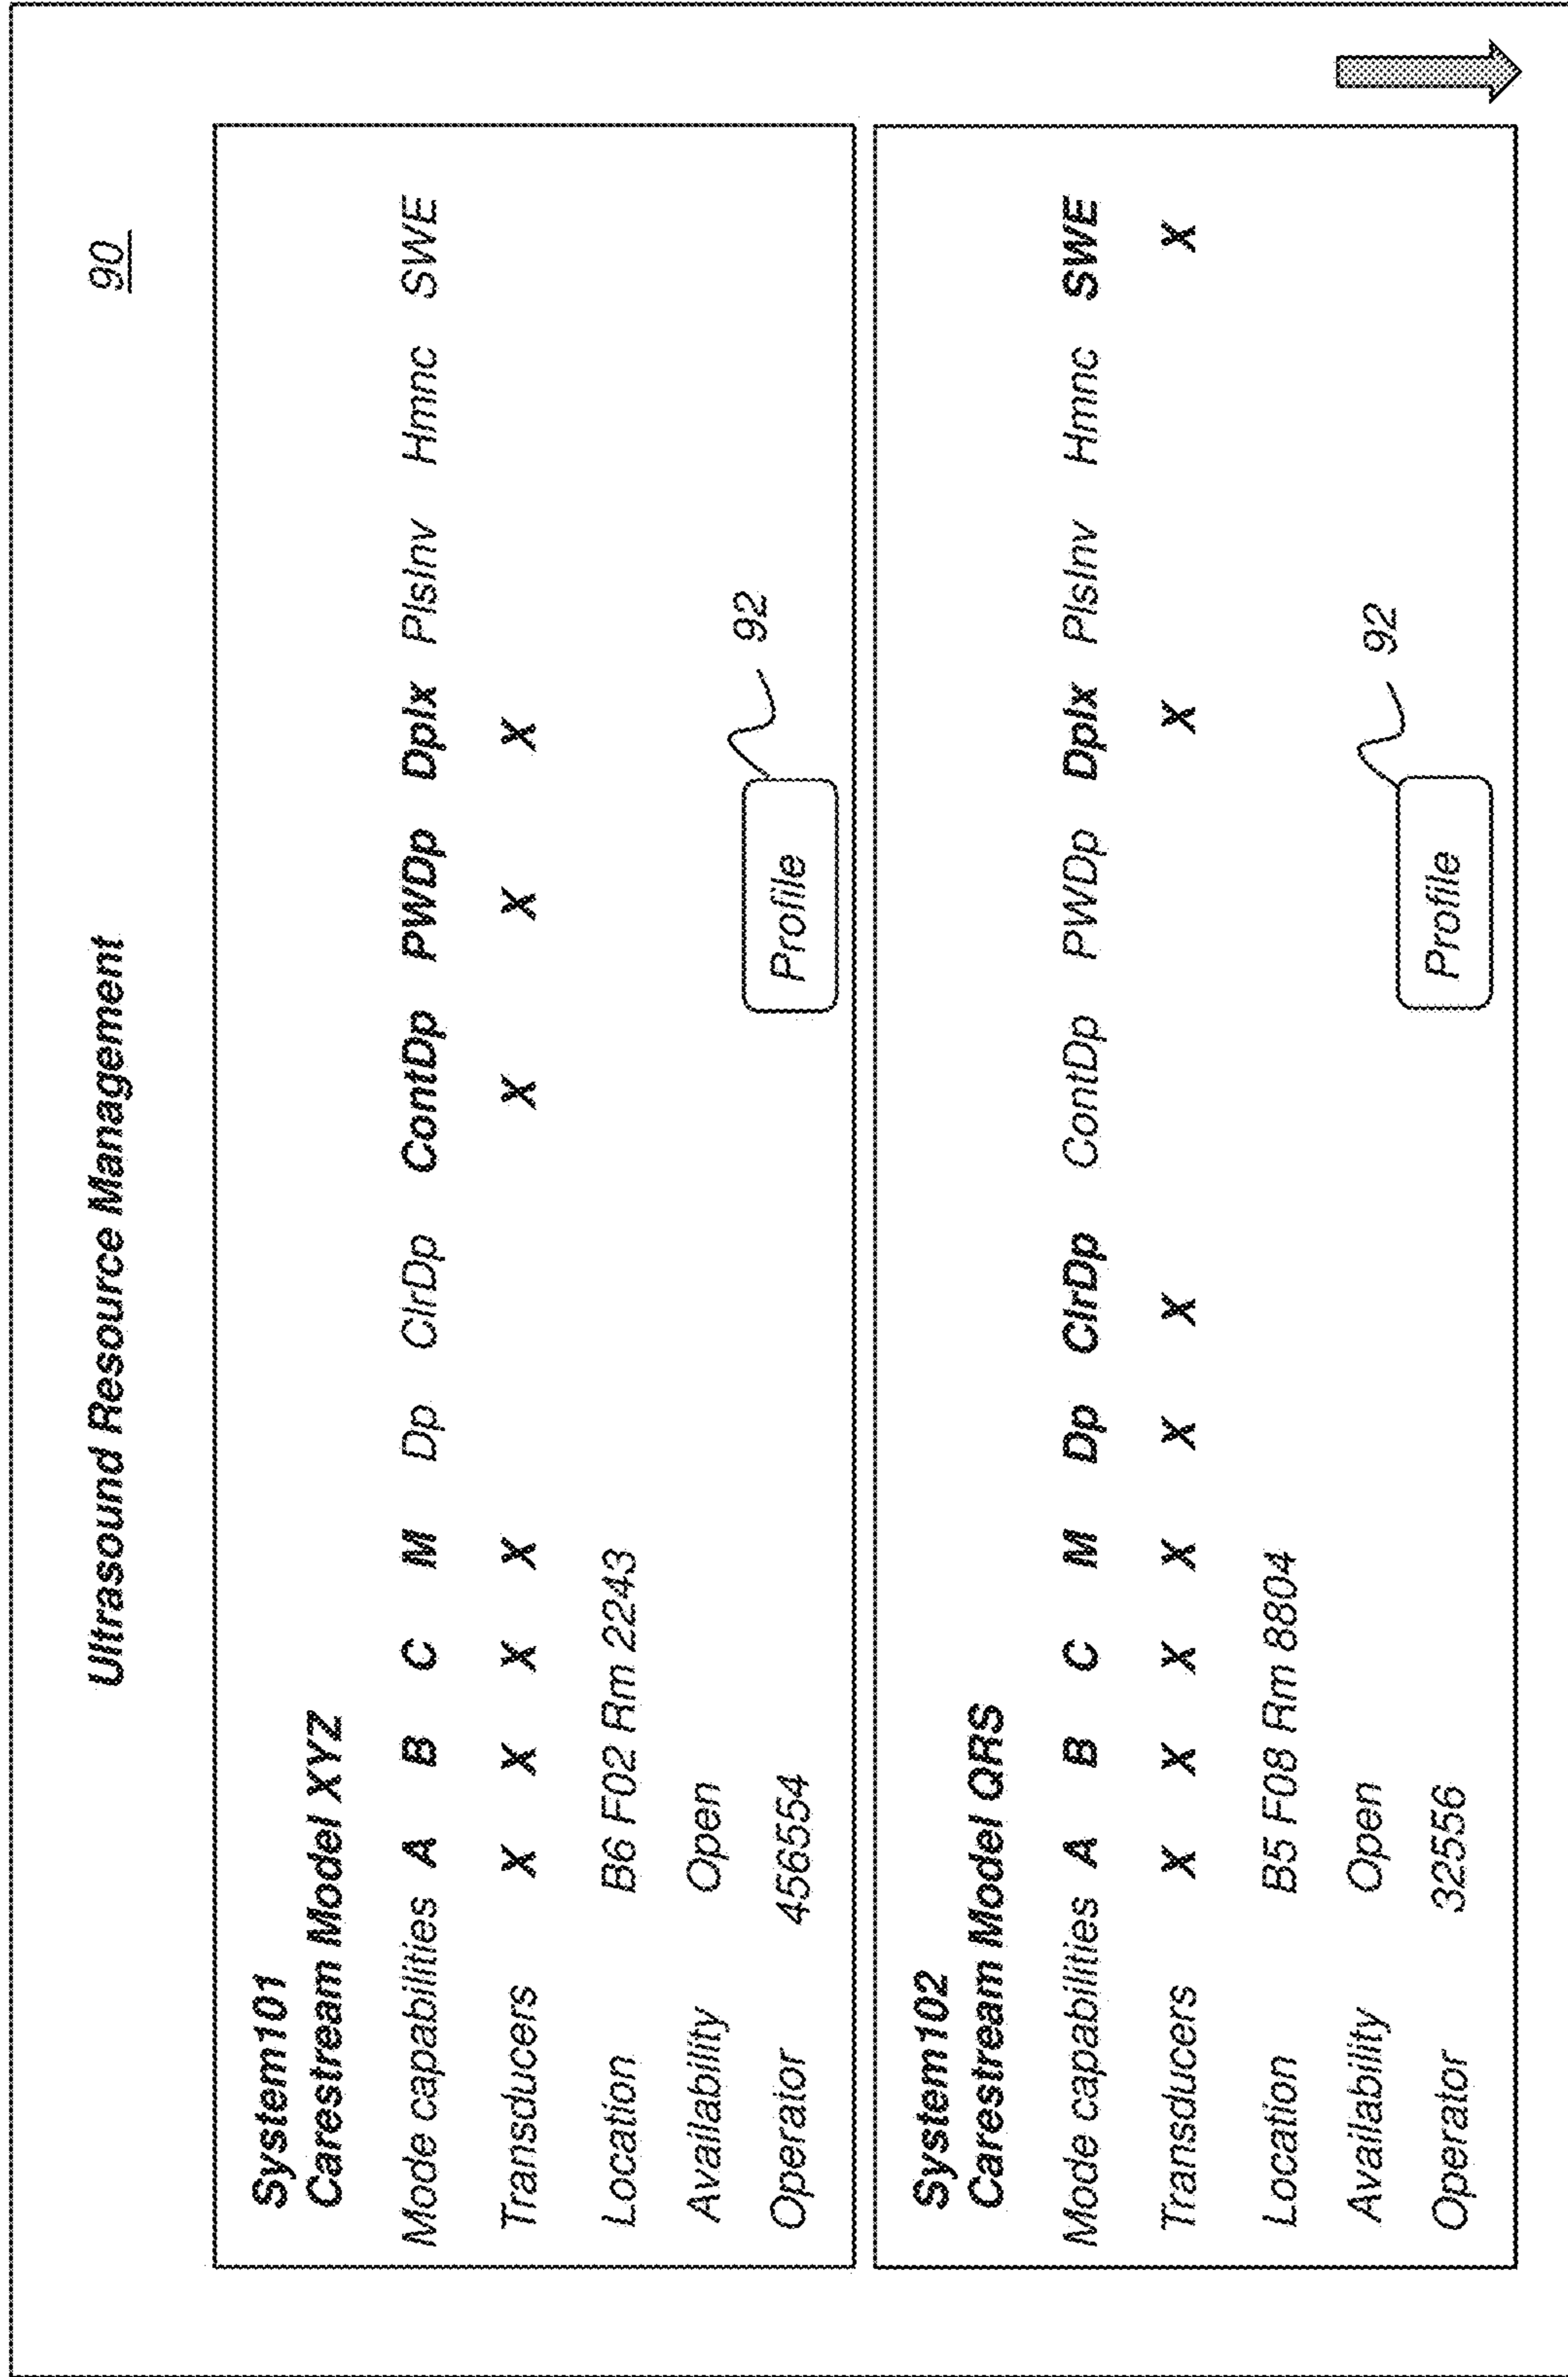 Ultrasound Resource Management
90
System101
Carestream Model XYZ
Mode capabilities A B C M Dp ClrDp ContDp PWDp Dplx PlsInv Hmnc SWE
Transducers X X X X X X X
Location B6 F02 Rm 2243
Availability Open
92
Operator 456554 Profile
System102
Carestream Model QRS
Mode capabilities A B C M Dp ClrDp ContDp PWDp Dplx PlsInv Hmnc SWE
Transducers X X X X X X X X
Location B5 F08 Rm 8804
Availability Open
92
Operator 32556 Profile